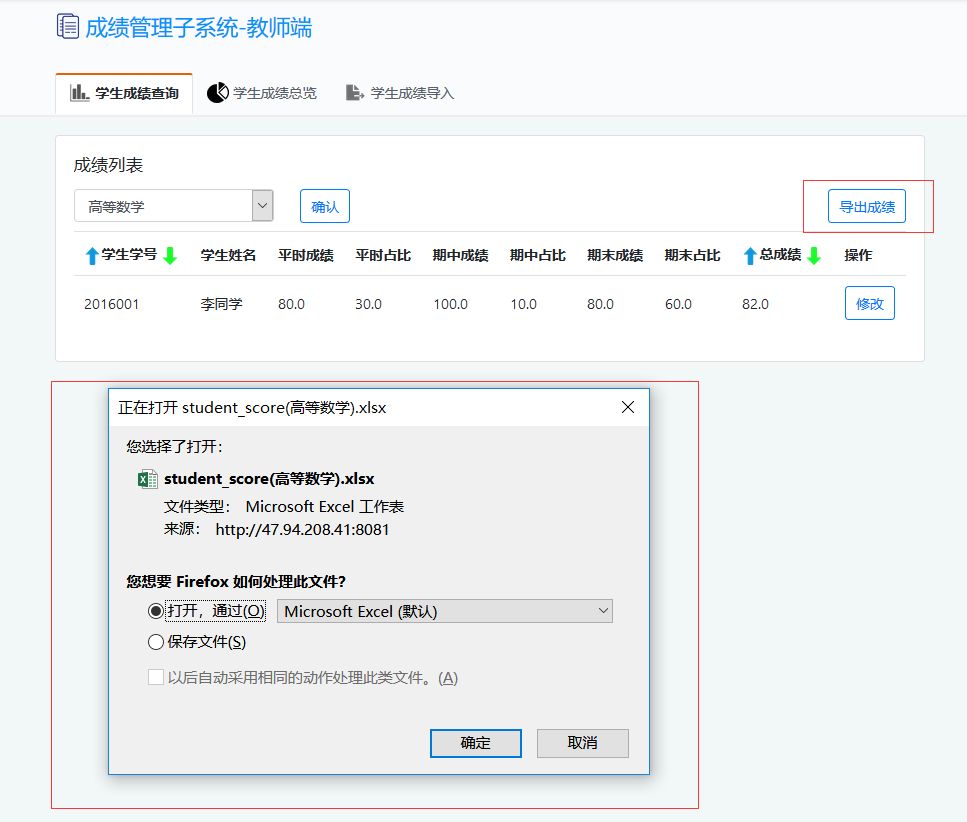 成绩管理子系统-教师端
学生成绩查询 学生成绩总览 学生成绩导入
成绩列表
高等数学 确认 导出成绩
学生学号 学生姓名 平时成绩 平时占比 期中成绩 期中占比 期末成绩 期末占比 总成绩 操作
2016001 李同学 80.0 30.0 100.0 10.0 80.0 60.0 82.0 修改
正在打开 student_score(高等数学).xlsx
您选择了打开:
student_score(高等数学).xlsx
文件类型: Microsoft Excel 工作表
来源: http://47.94.208.41:8081
您想要 Firefox 如何处理此文件?
打开，通过(O) Microsoft Excel (默认)
保存文件(S)
以后自动采用相同的动作处理此类文件。(A)
确定 取消